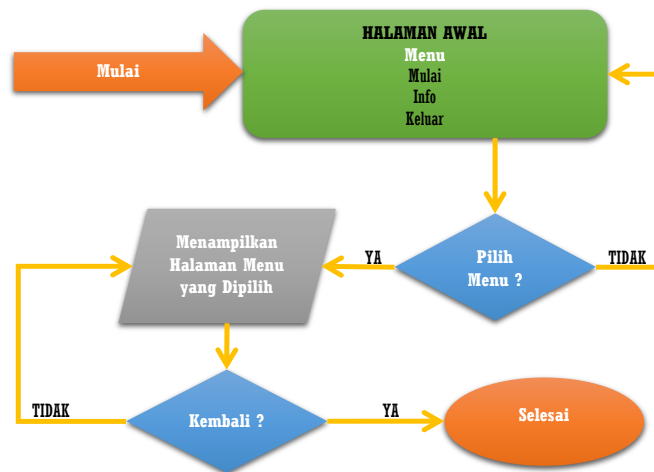 Mulai
HALAMAN AWAL
Menu
Mulai
Info
Keluar
Menampilkan
Halaman Menu
yang Dipilih
YA
Pilih
Menu ?
TIDAK
TIDAK
Kembali ?
YA
Selesai